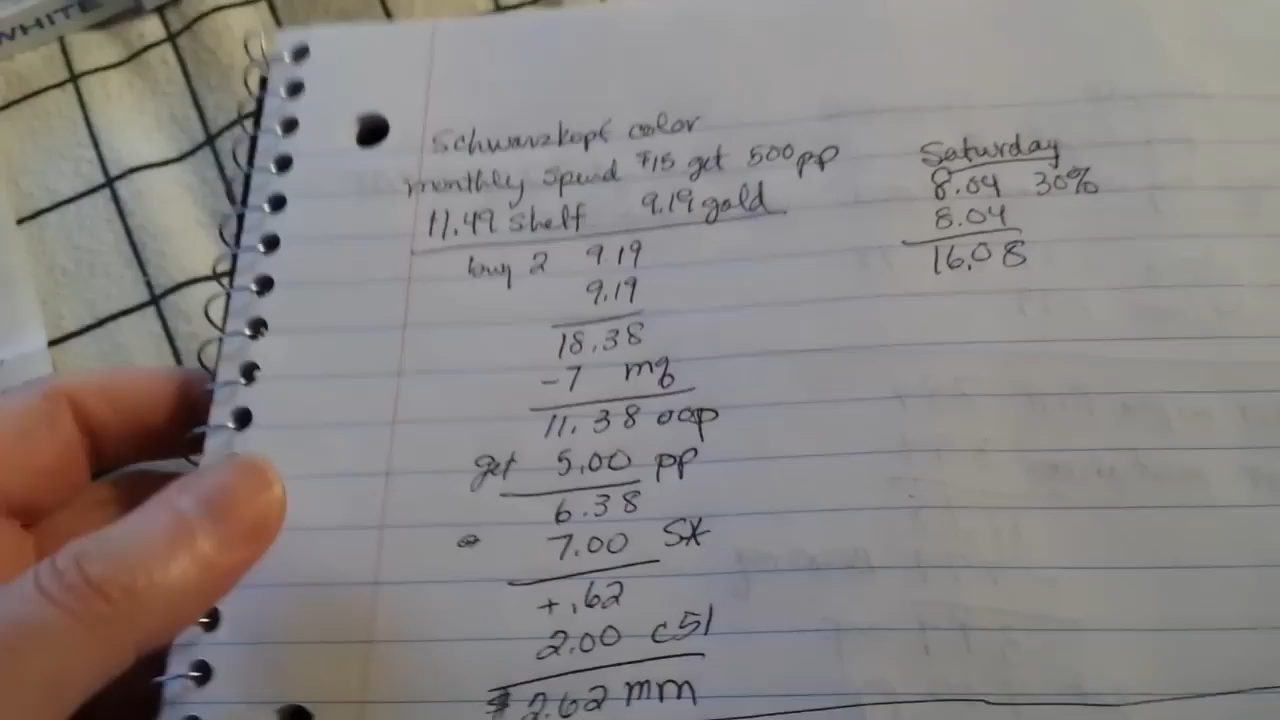 WHITE
Schwarzkopf color
monthly spend $15 get 500 pp
11.49 shelf 9.19 gold
buy 2 9.19
9.19
18.38
-7 mq
11.38 oop
get 5.00 pp
6.38
7.00 SK
+.62
2.00 c51
$2.62 mm
Saturday
8.04 30%
8.04
16.08